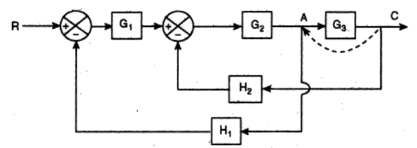 A C
R + − G₁ + − G₂ G₃
H₂
H₁